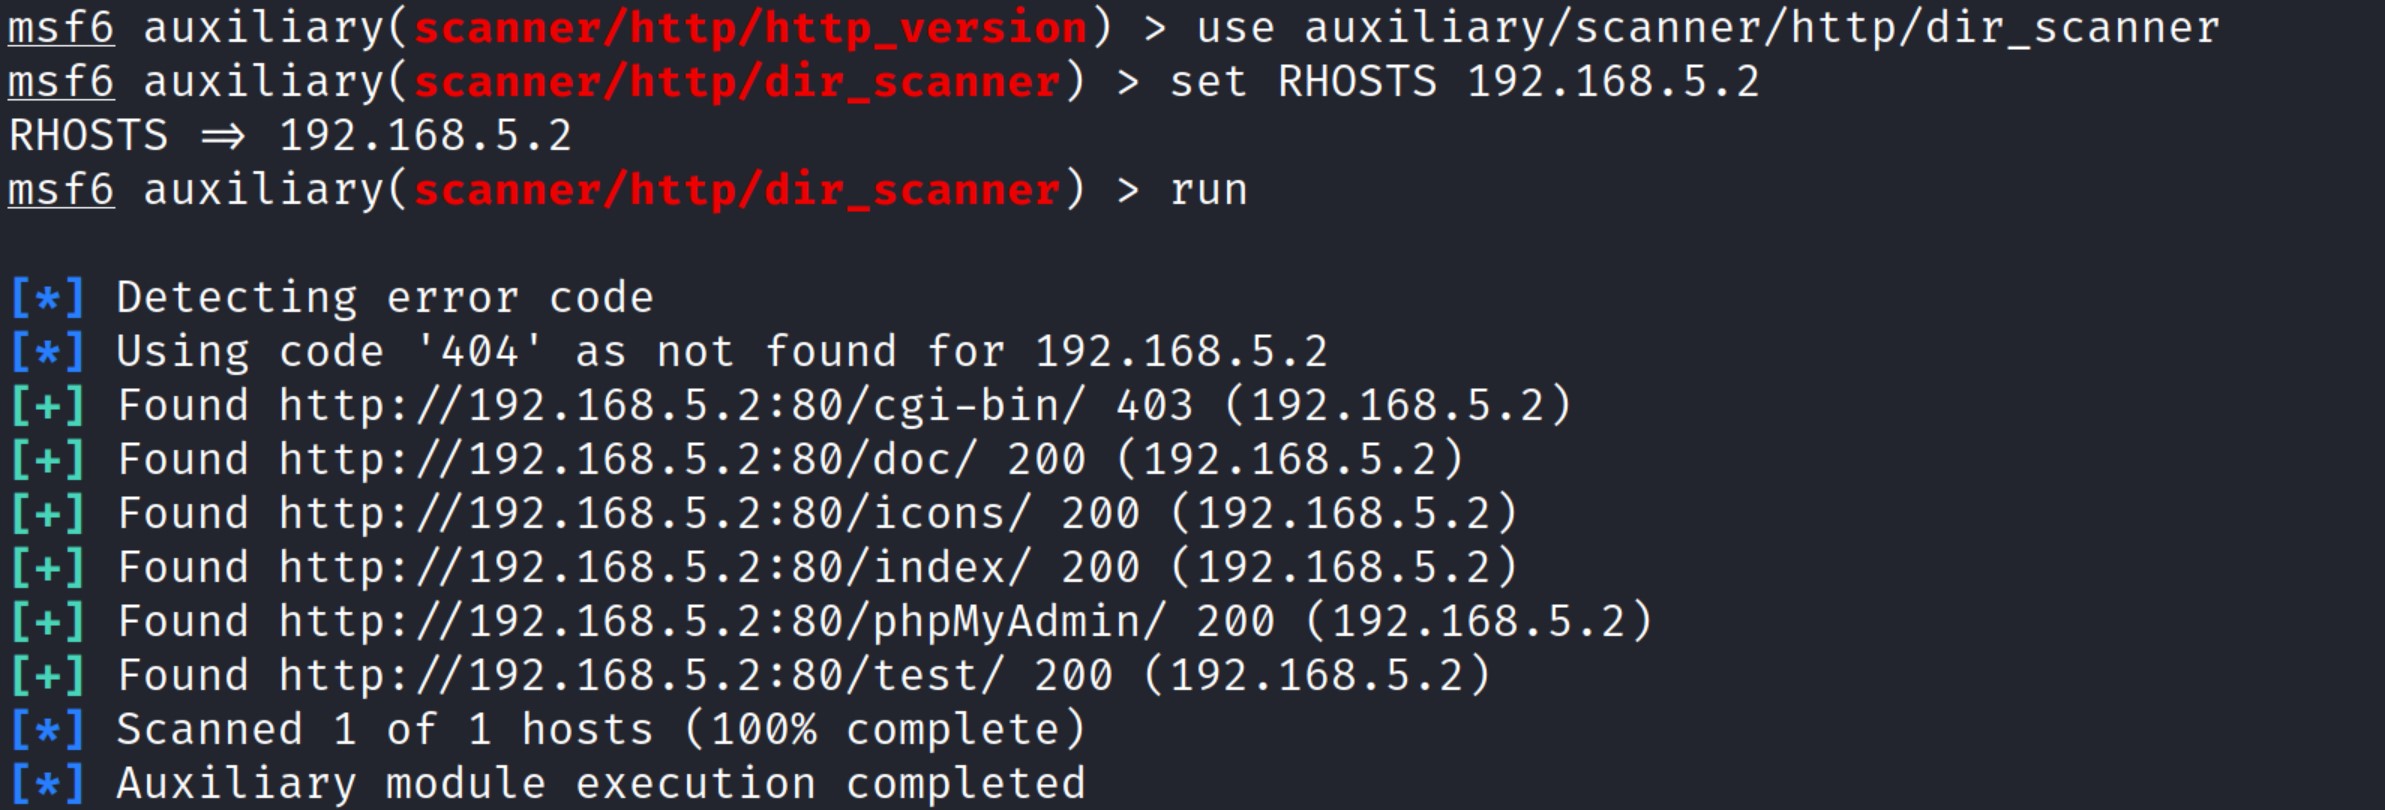 msf6 auxiliary(scanner/http/http_version) > use auxiliary/scanner/http/dir_scanner
msf6 auxiliary(scanner/http/dir_scanner) > set RHOSTS 192.168.5.2
RHOSTS => 192.168.5.2
msf6 auxiliary(scanner/http/dir_scanner) > run

[*] Detecting error code
[*] Using code '404' as not found for 192.168.5.2
[+] Found http://192.168.5.2:80/cgi-bin/ 403 (192.168.5.2)
[+] Found http://192.168.5.2:80/doc/ 200 (192.168.5.2)
[+] Found http://192.168.5.2:80/icons/ 200 (192.168.5.2)
[+] Found http://192.168.5.2:80/index/ 200 (192.168.5.2)
[+] Found http://192.168.5.2:80/phpMyAdmin/ 200 (192.168.5.2)
[+] Found http://192.168.5.2:80/test/ 200 (192.168.5.2)
[*] Scanned 1 of 1 hosts (100% complete)
[*] Auxiliary module execution completed